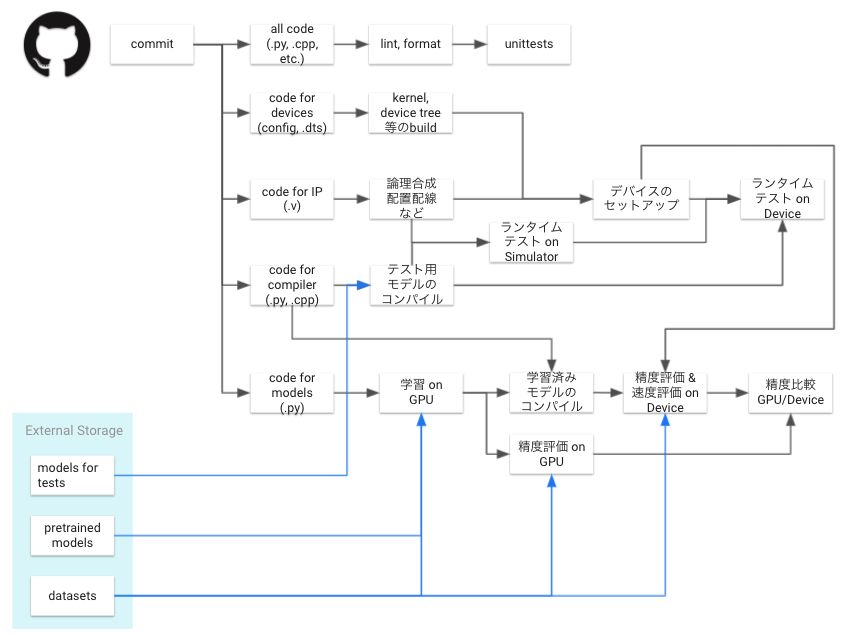 commit
all code
(.py, .cpp,
etc.)
lint, format
unittests
code for
devices
(config, .dts)
kernel,
device tree
等のbuild
code for IP
(.v)
論理合成
配置配線
など
デバイスの
セットアップ
ランタイム
テスト on
Device
ランタイム
テスト on
Simulator
code for
compiler
(.py, .cpp)
テスト用
モデルの
コンパイル
code for
models
(.py)
学習 on
GPU
学習済み
モデルの
コンパイル
精度評価 &
速度評価 on
Device
精度比較
GPU/Device
精度評価 on
GPU
External Storage
models for
tests
pretrained
models
datasets